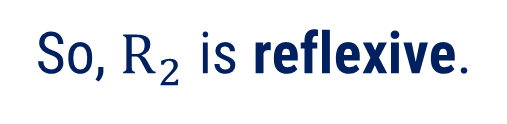 So, R₂ is reflexive.